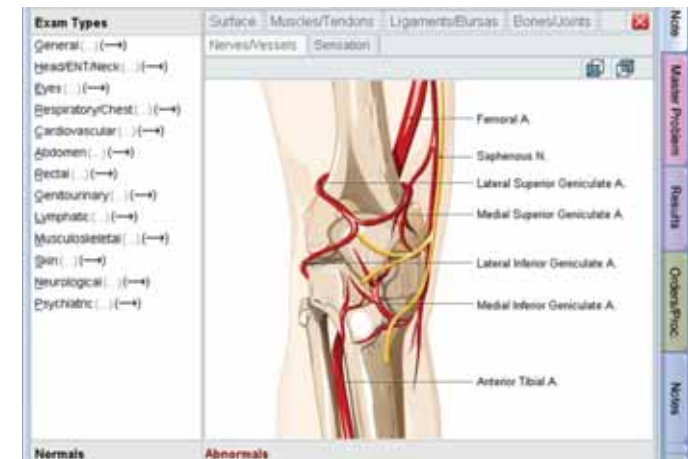 Exam Types
General (...) (→)
Head/ENT/Neck (...) (→)
Eyes (...) (→)
Respiratory/Chest (...) (→)
Cardiovascular (...) (→)
Abdomen (...) (→)
Rectal (...) (→)
Genitourinary (...) (→)
Lymphatic (...) (→)
Musculoskeletal (...) (→)
Skin (...) (→)
Neurological (...) (→)
Psychiatric (...) (→)
Normals
Surface Muscles/Tendons Ligaments/Bursas Bones/Joints
Nerves/Vessels Sensation
Femoral A.
Saphenous N.
Lateral Superior Geniculate A.
Medial Superior Geniculate A.
Lateral Inferior Geniculate A.
Medial Inferior Geniculate A.
Anterior Tibial A.
Abnormals
Note
Master Problem
Results
Orders/Proc.
Notes